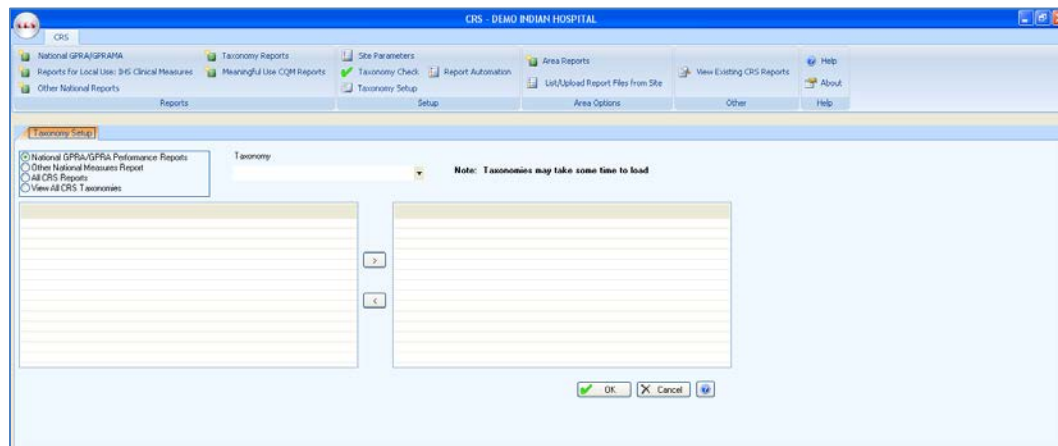 CRS - DEMO INDIAN HOSPITAL
CRS
National GPRA/GPRAMA
Reports for Local Use: IHS Clinical Measures
Other National Reports
Taxonomy Reports
Meaningful Use CQM Reports
Reports
Site Parameters
Taxonomy Check
Taxonomy Setup
Report Automation
Setup
Area Reports
List/Upload Report Files from Site
Area Options
View Existing CRS Reports
Other
Help
About
Help
Taxonomy Setup
National GPRA/GPRA Performance Reports
Other National Measures Report
All CRS Reports
View All CRS Taxonomies
Taxonomy
Note: Taxonomies may take some time to load
>
<
OK
Cancel
?